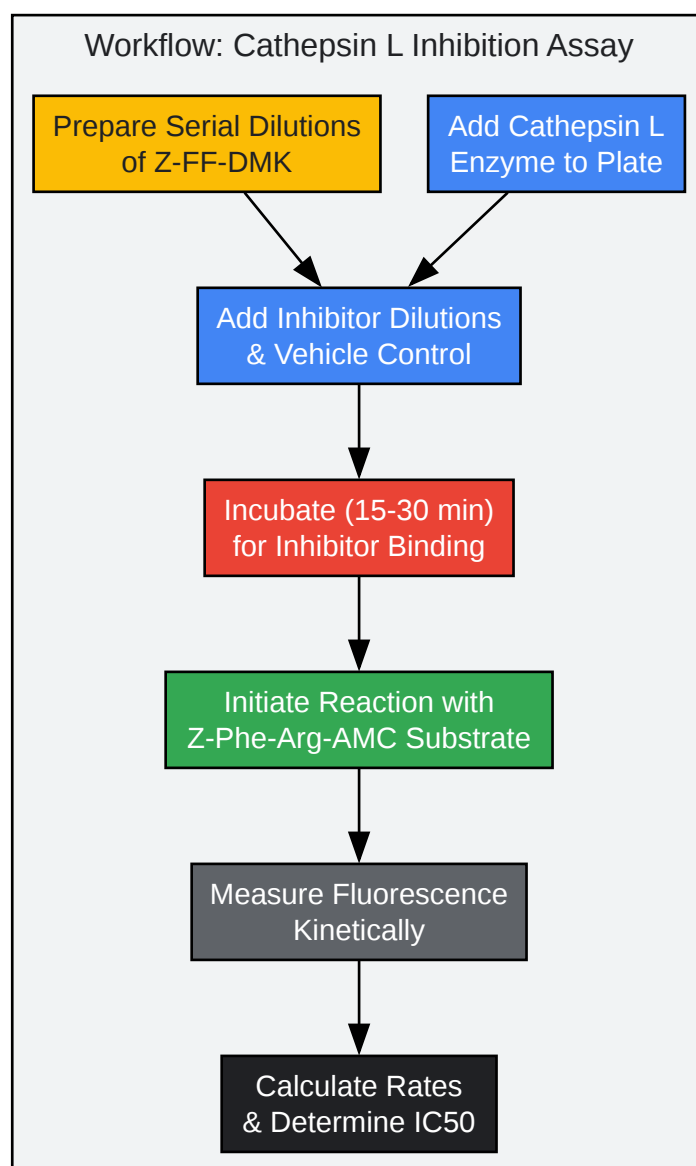 Workflow: Cathepsin L Inhibition Assay
Prepare Serial Dilutions
of Z-FF-DMK
Add Cathepsin L
Enzyme to Plate
Add Inhibitor Dilutions
& Vehicle Control
Incubate (15-30 min)
for Inhibitor Binding
Initiate Reaction with
Z-Phe-Arg-AMC Substrate
Measure Fluorescence
Kinetically
Calculate Rates
& Determine IC50